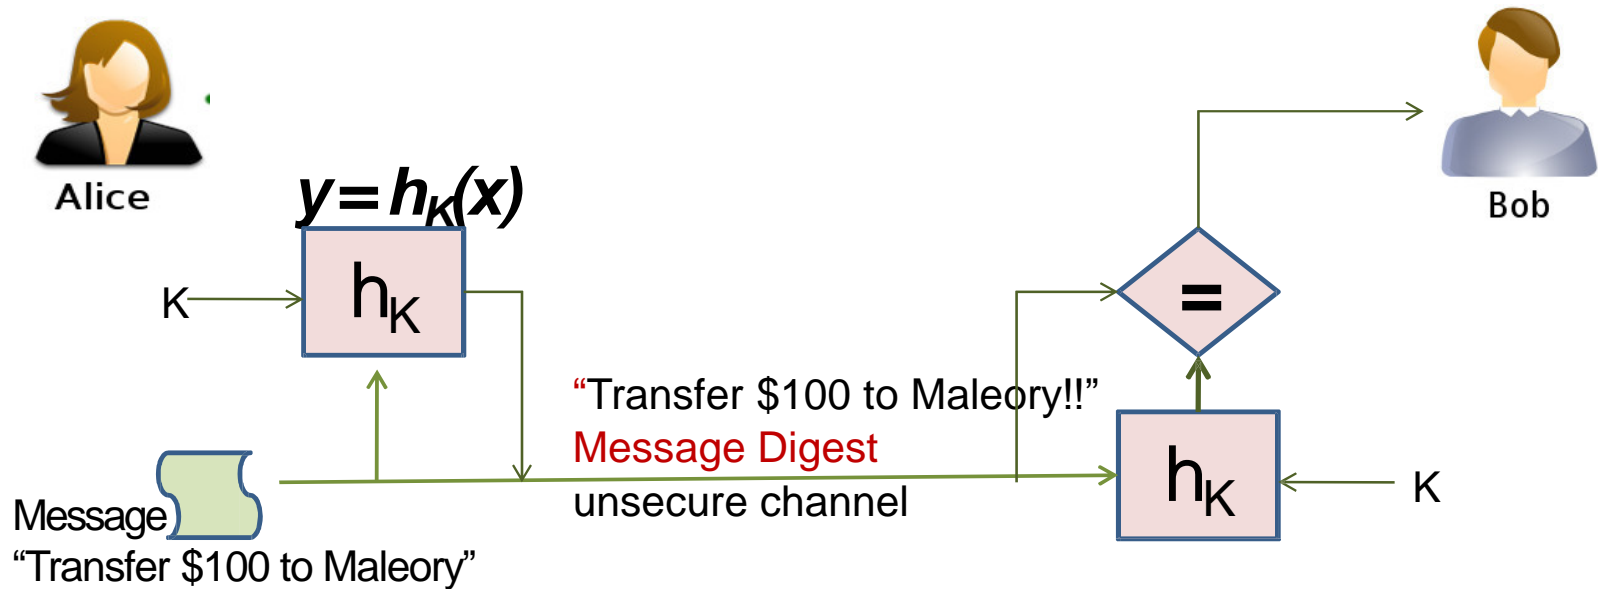 Alice
Bob
y=hK(x)
K
hK
=
“Transfer $100 to Maleory!!”
Message Digest
unsecure channel
hK
K
Message
“Transfer $100 to Maleory”